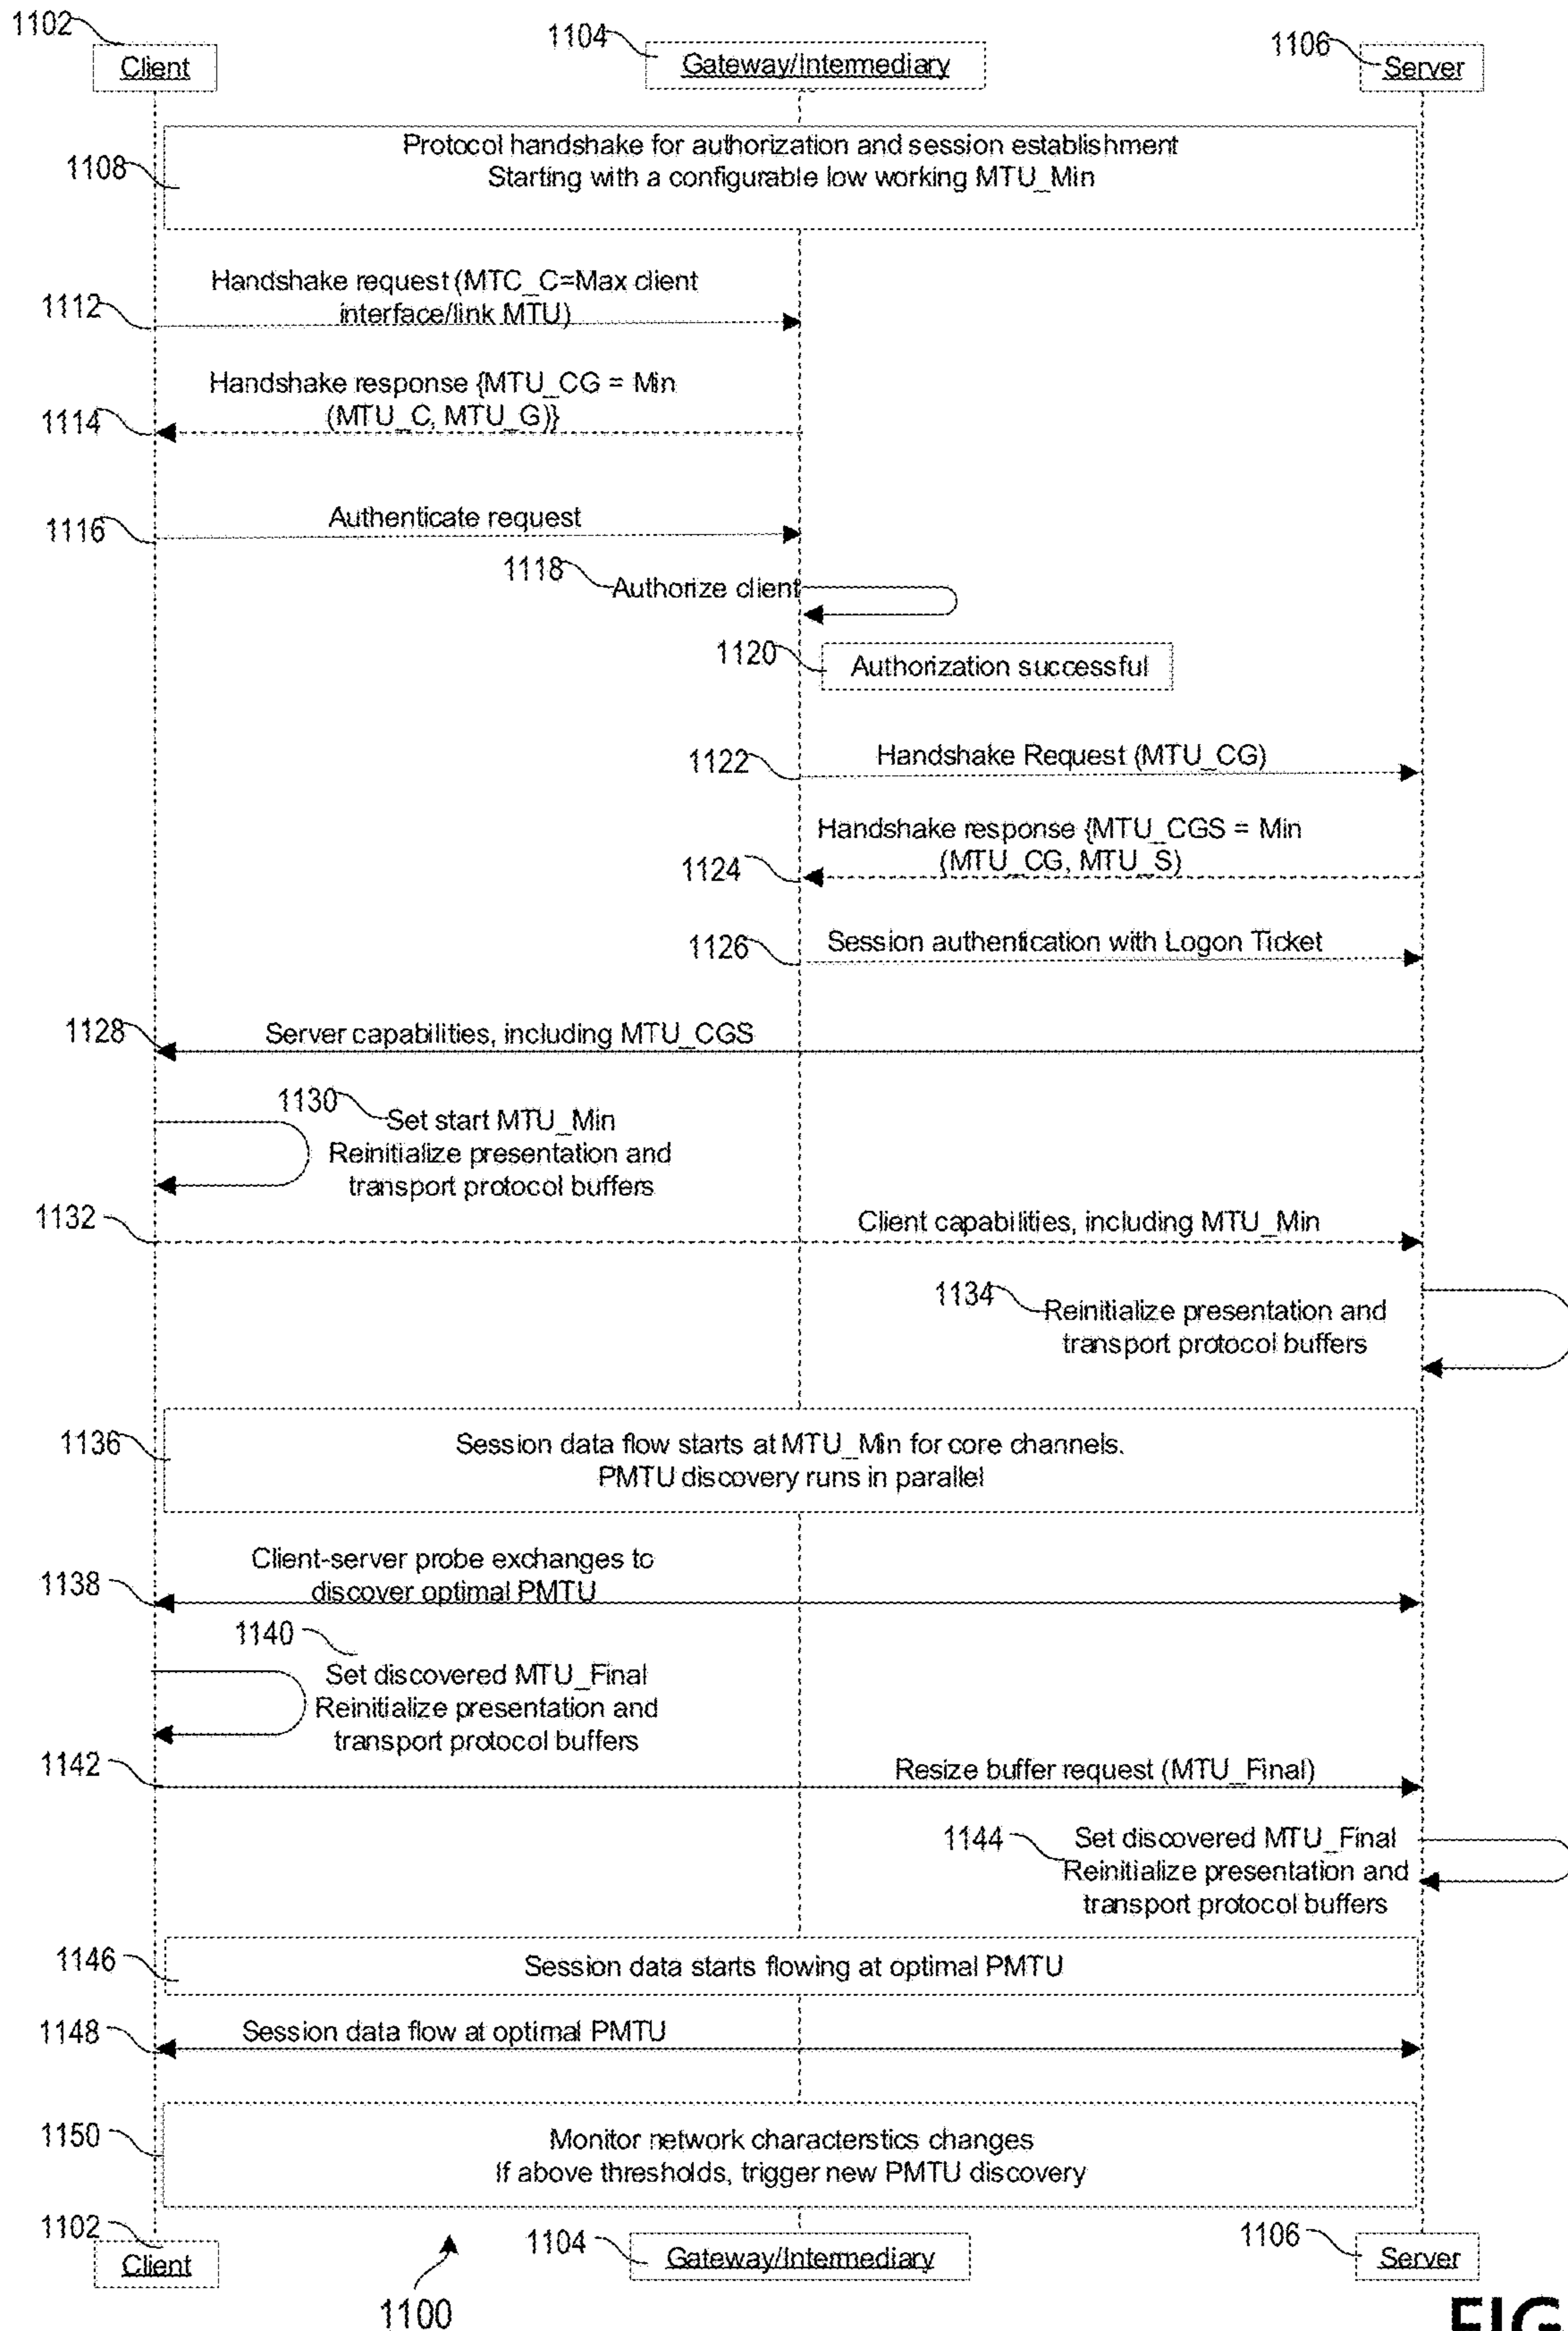 1102
Client
1104
Gateway/Intermediary
1106
Server
1108
Protocol handshake for authorization and session establishment
Starting with a configurable low working MTU_Min
1112
Handshake request (MTC_C=Max client
interface/link MTU)
1114
Handshake response {MTU_CG = Min
(MTU_C, MTU_G)}
1116
Authenticate request
1118
Authorize client
1120
Authorization successful
1122
Handshake Request (MTU_CG)
1124
Handshake response {MTU_CGS = Min
(MTU_CG, MTU_S)
1126
Session authentication with Logon Ticket
1128
Server capabilities, including MTU_CGS
1130
Set start MTU_Min
Reinitialize presentation and
transport protocol buffers
1132
Client capabilities, including MTU_Min
1134
Reinitialize presentation and
transport protocol buffers
1136
Session data flow starts at MTU_Min for core channels.
PMTU discovery runs in parallel
1138
Client-server probe exchanges to
discover optimal PMTU
1140
Set discovered MTU_Final
Reinitialize presentation and
transport protocol buffers
1142
Resize buffer request (MTU_Final)
1144
Set discovered MTU_Final
Reinitialize presentation and
transport protocol buffers
1146
Session data starts flowing at optimal PMTU
1148
Session data flow at optimal PMTU
1150
Monitor network characterstics changes
If above thresholds, trigger new PMTU discovery
1102
Client
1104
Gateway/Intermediary
1106
Server
1100
FIG